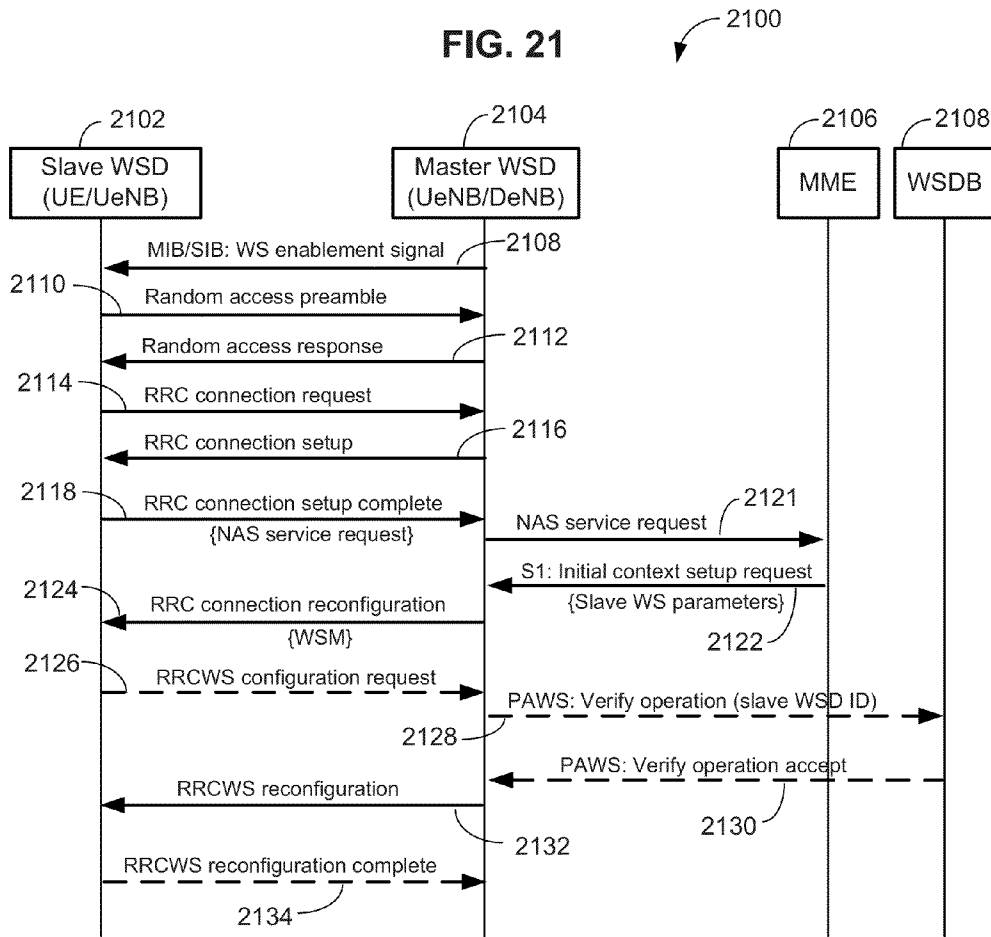 FIG. 21
2100
2102
2104
2106
2108
Slave WSD
(UE/UeNB)
Master WSD
(UeNB/DeNB)
MME
WSDB
MIB/SIB: WS enablement signal
2108
2110
Random access preamble
Random access response
2112
2114
RRC connection request
RRC connection setup
2116
2118
RRC connection setup complete
{NAS service request}
NAS service request
2121
S1: Initial context setup request
{Slave WS parameters}
2122
2124
RRC connection reconfiguration
{WSM}
2126
RRCWS configuration request
PAWS: Verify operation (slave WSD ID)
2128
PAWS: Verify operation accept
2130
RRCWS reconfiguration
2132
RRCWS reconfiguration complete
2134